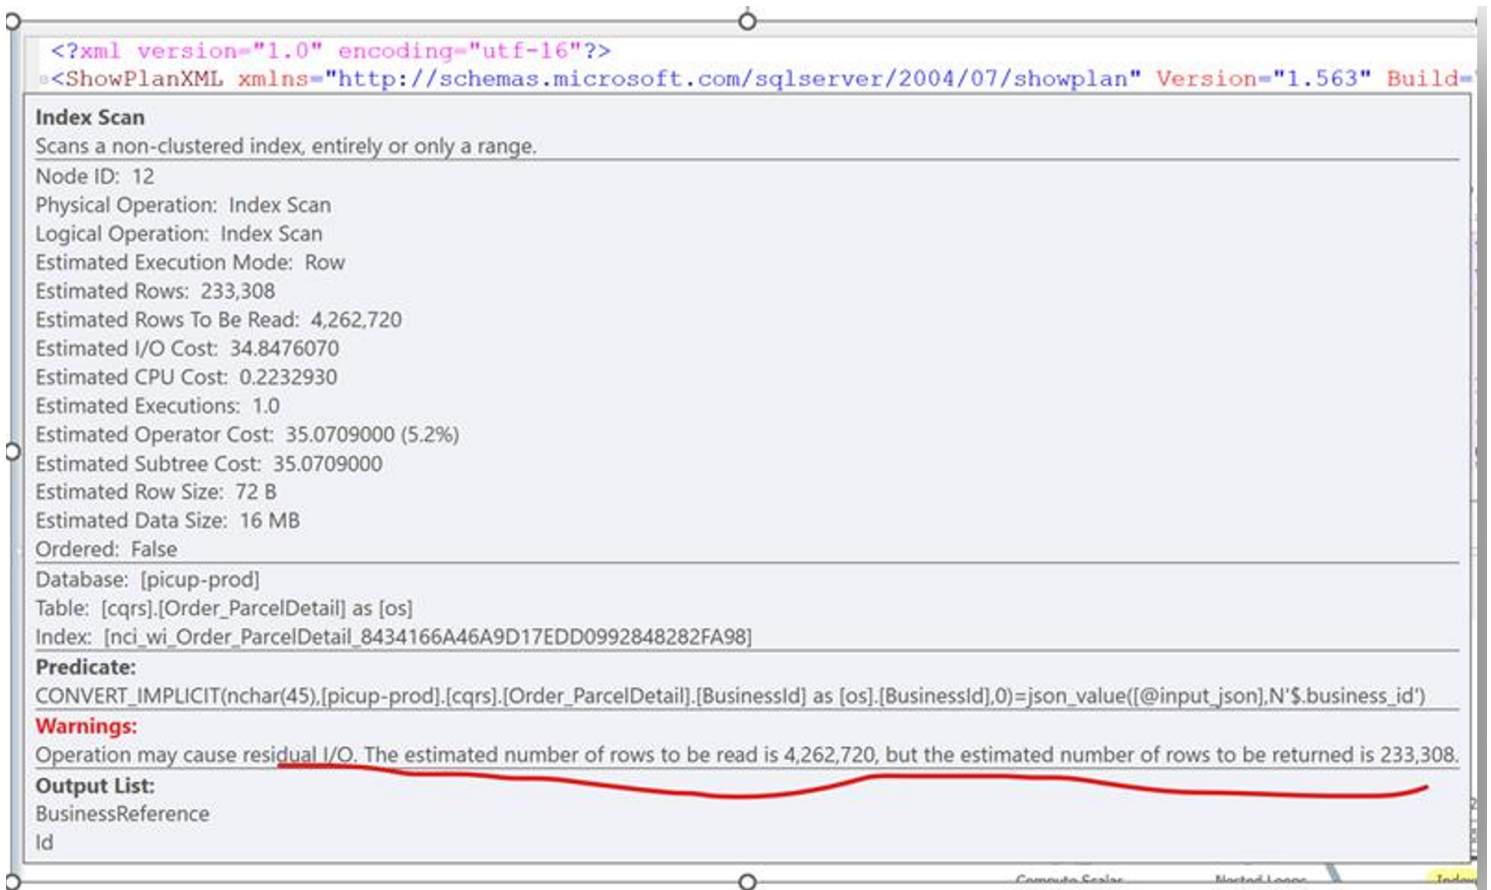 <?xml version="1.0" encoding="utf-16"?>
<ShowPlanXML xmlns="http://schemas.microsoft.com/sqlserver/2004/07/showplan" Version="1.563" Build=
Index Scan
Scans a non-clustered index, entirely or only a range.
Node ID: 12
Physical Operation: Index Scan
Logical Operation: Index Scan
Estimated Execution Mode: Row
Estimated Rows: 233,308
Estimated Rows To Be Read: 4,262,720
Estimated I/O Cost: 34.8476070
Estimated CPU Cost: 0.2232930
Estimated Executions: 1.0
Estimated Operator Cost: 35.0709000 (5.2%)
Estimated Subtree Cost: 35.0709000
Estimated Row Size: 72 B
Estimated Data Size: 16 MB
Ordered: False
Database: [picup-prod]
Table: [cqrs].[Order_ParcelDetail] as [os]
Index: [nci_wi_Order_ParcelDetail_8434166A46A9D17EDD0992848282FA98]
Predicate:
CONVERT_IMPLICIT(nchar(45),[picup-prod].[cqrs].[Order_ParcelDetail].[BusinessId] as [os].[BusinessId],0)=json_value([@input_json],N'$.business_id')
Warnings:
Operation may cause residual I/O. The estimated number of rows to be read is 4,262,720, but the estimated number of rows to be returned is 233,308.
Output List:
BusinessReference
Id
Compute Scalar Nested Loops